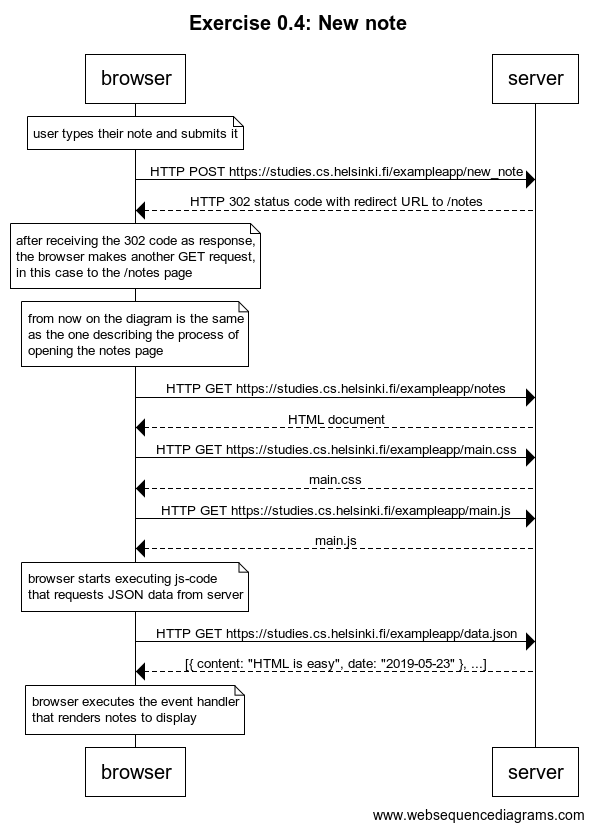 Exercise 0.4: New note
browser
server
user types their note and submits it
HTTP POST https://studies.cs.helsinki.fi/exampleapp/new_note
HTTP 302 status code with redirect URL to /notes
after receiving the 302 code as response,
the browser makes another GET request,
in this case to the /notes page
from now on the diagram is the same
as the one describing the process of
opening the notes page
HTTP GET https://studies.cs.helsinki.fi/exampleapp/notes
HTML document
HTTP GET https://studies.cs.helsinki.fi/exampleapp/main.css
main.css
HTTP GET https://studies.cs.helsinki.fi/exampleapp/main.js
main.js
browser starts executing js-code
that requests JSON data from server
HTTP GET https://studies.cs.helsinki.fi/exampleapp/data.json
[{ content: "HTML is easy", date: "2019-05-23" }, ...]
browser executes the event handler
that renders notes to display
browser
server
www.websequencediagrams.com